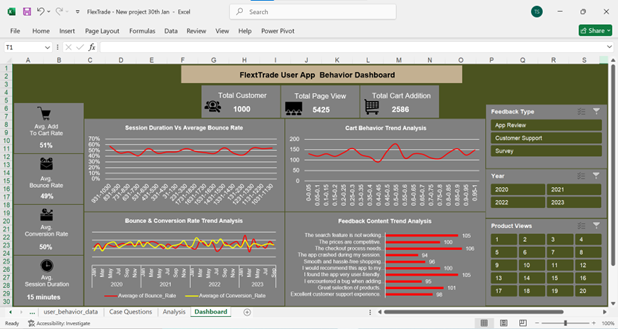 FlexTrade - New project 30th Jan - Excel
Search
TS
File Home Insert Page Layout Formulas Data Review View Help Power Pivot
Share
T1
fx
A B C D E F G H I J K L M N O P Q R S
FlextTrade User App Behavior Dashboard
Total Customer
1000
Total Page View
5425
Total Cart Addition
2586
Avg. Add
To Cart Rate
51%
Avg.
Bounce Rate
49%
Avg.
Conversion Rate
50%
Avg.
Session Duration
15 minutes
Session Duration Vs Average Bounce Rate
70%
60%
50%
40%
30%
20%
10%
0%
Cart Behavior Trend Analysis
200
150
100
50
0
Bounce & Conversion Rate Trend Analysis
2020 2021 2022 2023
Average of Bounce_Rate Average of Conversion_Rate
Feedback Content Trend Analysis
The search feature is not working. 105
The prices are competitive. 100
The checkout process needs 106
The app crashed during my session. 94
Smooth and hassle-free shopping 98
I would recommend this app to my 100
I found the app very user friendly. 105
I encountered a bug when adding 95
Great selection of products. 101
Excellent customer support experience. 98
Feedback Type
App Review
Customer Support
Survey
Year
2020 2021
2022 2023
Product Views
1 2 3 4
5 6 7 8
9 10 11 12
13 14 15 16
17 18 19 20
... user_behavior_data Case Questions Analysis Dashboard
Ready Accessibility: Investigate
100%